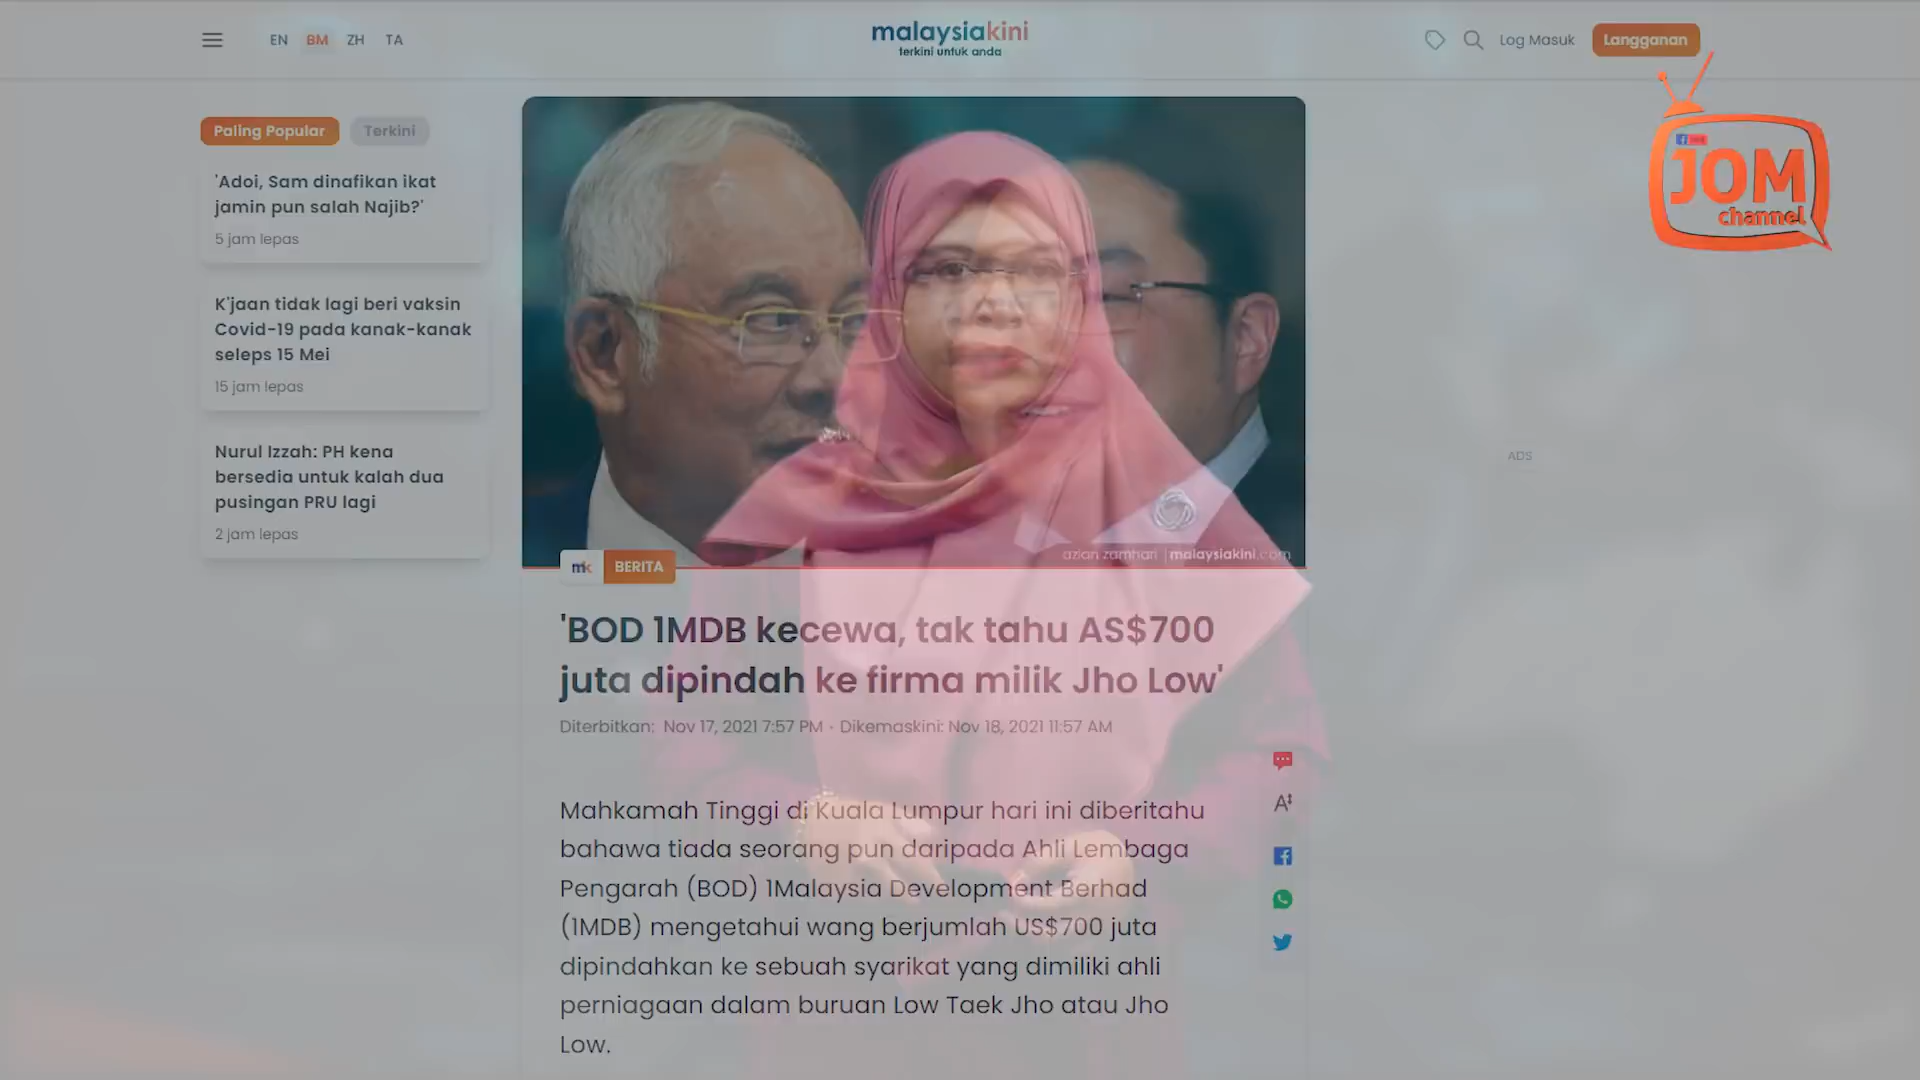 EN BM ZH TA
malaysiakini
terkini untuk anda
Log Masuk
Langganan
JOM
channel
Paling Popular
Terkini
'Adoi, Sam dinafikan ikat
jamin pun salah Najib?'
5 jam lepas
K'jaan tidak lagi beri vaksin
Covid-19 pada kanak-kanak
seleps 15 Mei
15 jam lepas
Nurul Izzah: PH kena
bersedia untuk kalah dua
pusingan PRU lagi
2 jam lepas
ADS
azian zamhari | malaysiakini.com
mk BERITA
'BOD 1MDB kecewa, tak tahu AS$700
juta dipindah ke firma milik Jho Low'
Diterbitkan: Nov 17, 2021 7:57 PM · Dikemaskini: Nov 18, 2021 11:57 AM
Mahkamah Tinggi di Kuala Lumpur hari ini diberitahu
bahawa tiada seorang pun daripada Ahli Lembaga
Pengarah (BOD) 1Malaysia Development Berhad
(1MDB) mengetahui wang berjumlah US$700 juta
dipindahkan ke sebuah syarikat yang dimiliki ahli
perniagaan dalam buruan Low Taek Jho atau Jho
Low.